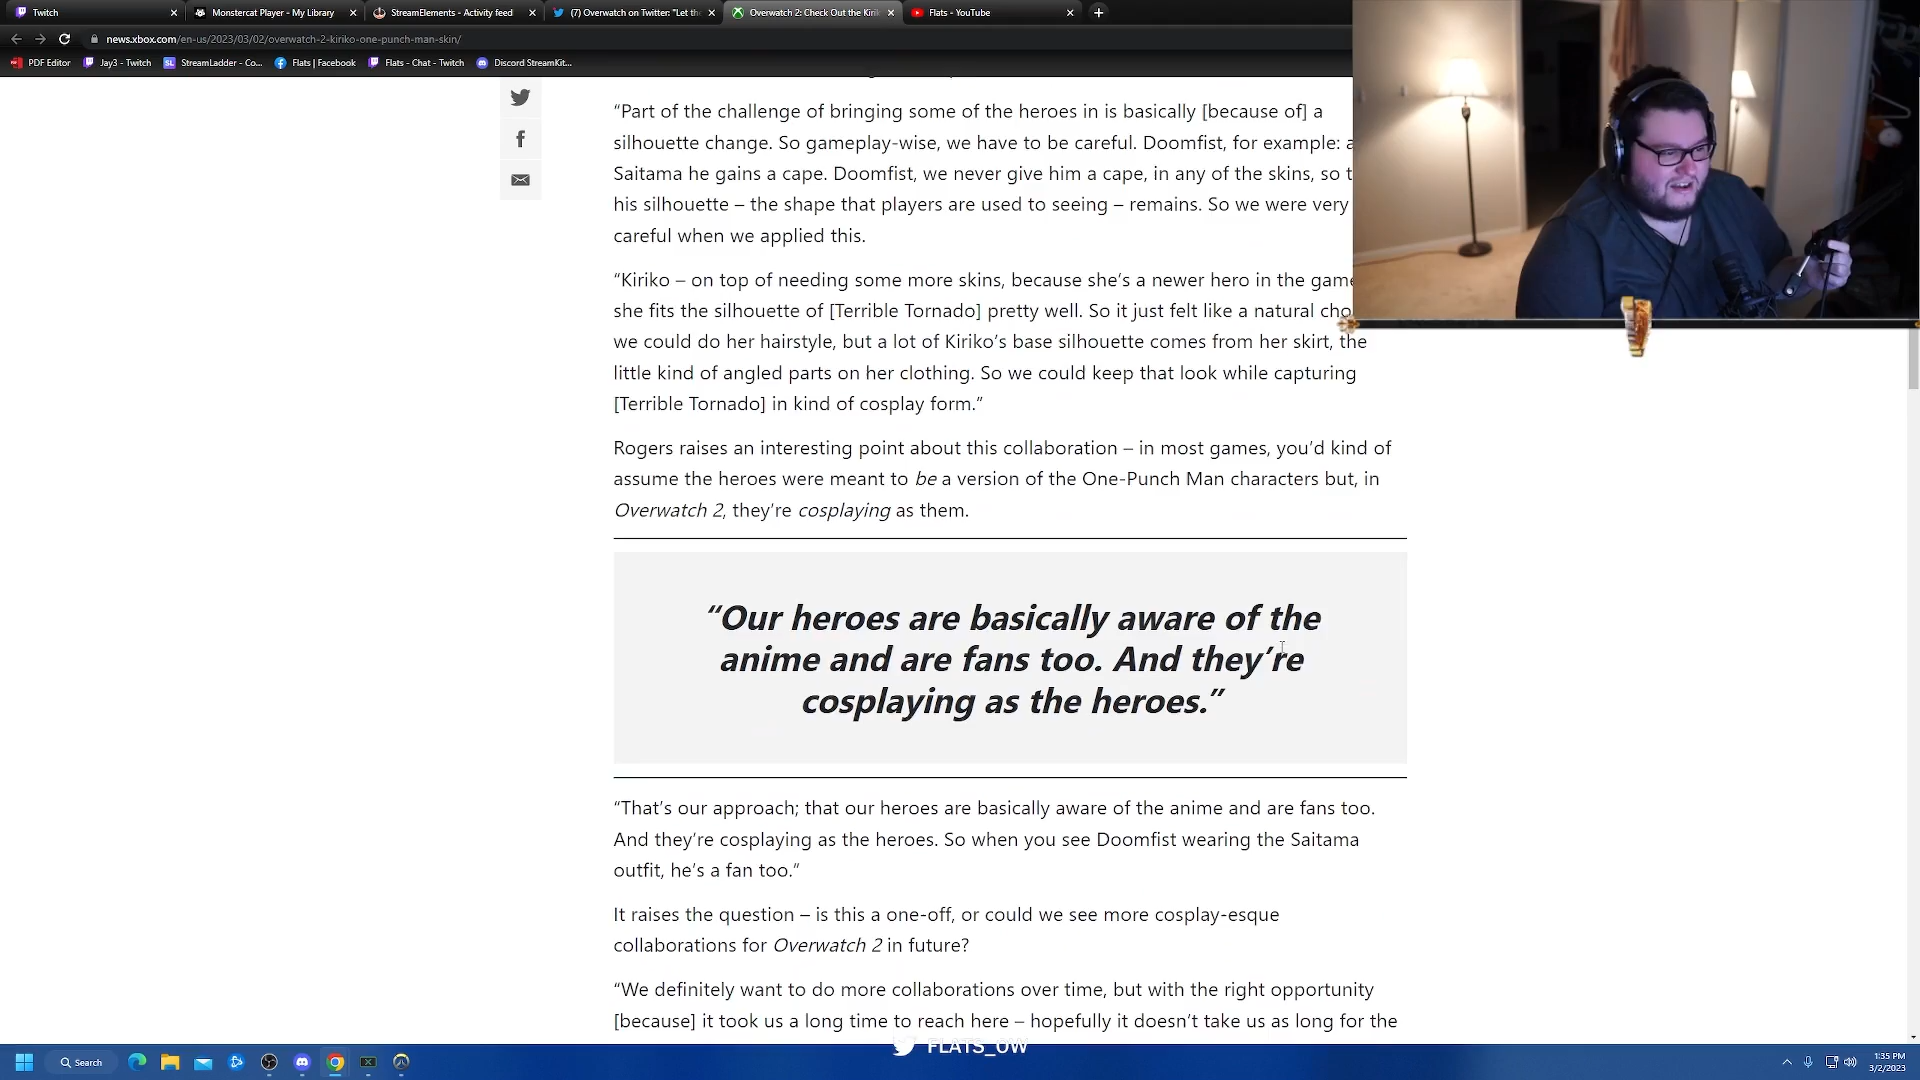 Twitch
Monstercat Player - My Library
StreamElements - Activity feed
(7) Overwatch on Twitter: "Let the
Overwatch 2: Check Out the Kirik
Flats - YouTube
news.xbox.com/en-us/2023/03/02/overwatch-2-kiriko-one-punch-man-skin/
PDF Editor
Jay3 - Twitch
StreamLadder - Co...
Flats | Facebook
Flats - Chat - Twitch
Discord StreamKit...
“Part of the challenge of bringing some of the heroes in is basically [because of] a
silhouette change. So gameplay-wise, we have to be careful. Doomfist, for example: a
Saitama he gains a cape. Doomfist, we never give him a cape, in any of the skins, so t
his silhouette – the shape that players are used to seeing – remains. So we were very
careful when we applied this.
“Kiriko – on top of needing some more skins, because she’s a newer hero in the game
she fits the silhouette of [Terrible Tornado] pretty well. So it just felt like a natural cho
we could do her hairstyle, but a lot of Kiriko’s base silhouette comes from her skirt, the
little kind of angled parts on her clothing. So we could keep that look while capturing
[Terrible Tornado] in kind of cosplay form.”
Rogers raises an interesting point about this collaboration – in most games, you’d kind of
assume the heroes were meant to be a version of the One-Punch Man characters but, in
Overwatch 2, they’re cosplaying as them.
“Our heroes are basically aware of the
anime and are fans too. And they’re
cosplaying as the heroes.”
“That’s our approach; that our heroes are basically aware of the anime and are fans too.
And they’re cosplaying as the heroes. So when you see Doomfist wearing the Saitama
outfit, he’s a fan too.”
It raises the question – is this a one-off, or could we see more cosplay-esque
collaborations for Overwatch 2 in future?
“We definitely want to do more collaborations over time, but with the right opportunity
[because] it took us a long time to reach here – hopefully it doesn’t take us as long for the
FLATS_OW
Search
1:35 PM
3/2/2023